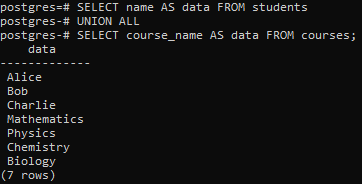 postgres=# SELECT name AS data FROM students
postgres-# UNION ALL
postgres-# SELECT course_name AS data FROM courses;
    data
-------------
 Alice
 Bob
 Charlie
 Mathematics
 Physics
 Chemistry
 Biology
(7 rows)